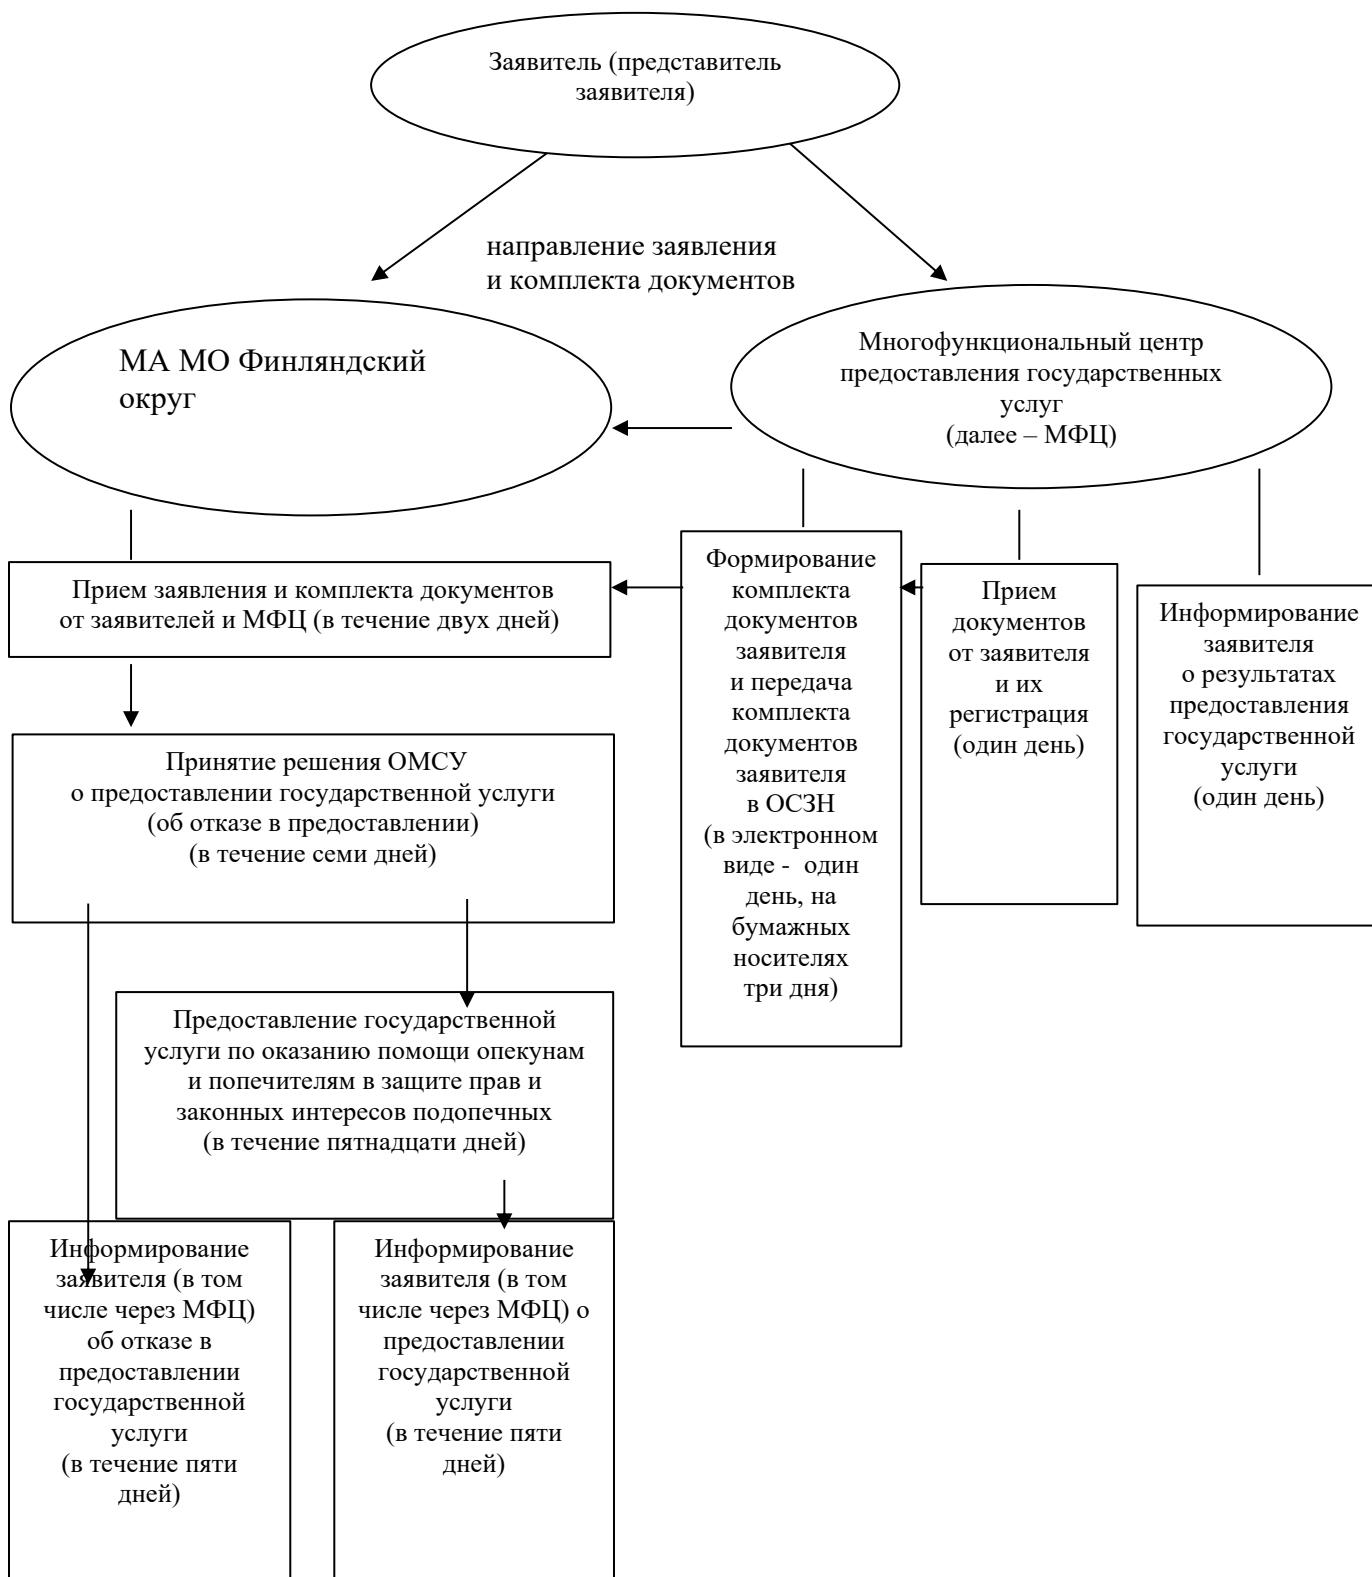 Заявитель (представитель
заявителя)
направление заявления
и комплекта документов
МА МО Финляндский
округ
Многофункциональный центр
предоставления государственных
услуг
(далее – МФЦ)
Прием заявления и комплекта документов
от заявителей и МФЦ (в течение двух дней)
Формирование
комплекта
документов
заявителя
и передача
комплекта
документов
заявителя
в ОСЗН
(в электронном
виде - один
день, на
бумажных
носителях
три дня)
Прием
документов
от заявителя
и их
регистрация
(один день)
Информирование
заявителя
о результатах
предоставления
государственной
услуги
(один день)
Принятие решения ОМСУ
о предоставлении государственной услуги
(об отказе в предоставлении)
(в течение семи дней)
Предоставление государственной
услуги по оказанию помощи опекунам
и попечителям в защите прав и
законных интересов подопечных
(в течение пятнадцати дней)
Информирование
заявителя (в том
числе через МФЦ)
об отказе в
предоставлении
государственной
услуги
(в течение пяти
дней)
Информирование
заявителя (в том
числе через МФЦ) о
предоставлении
государственной
услуги
(в течение пяти
дней)